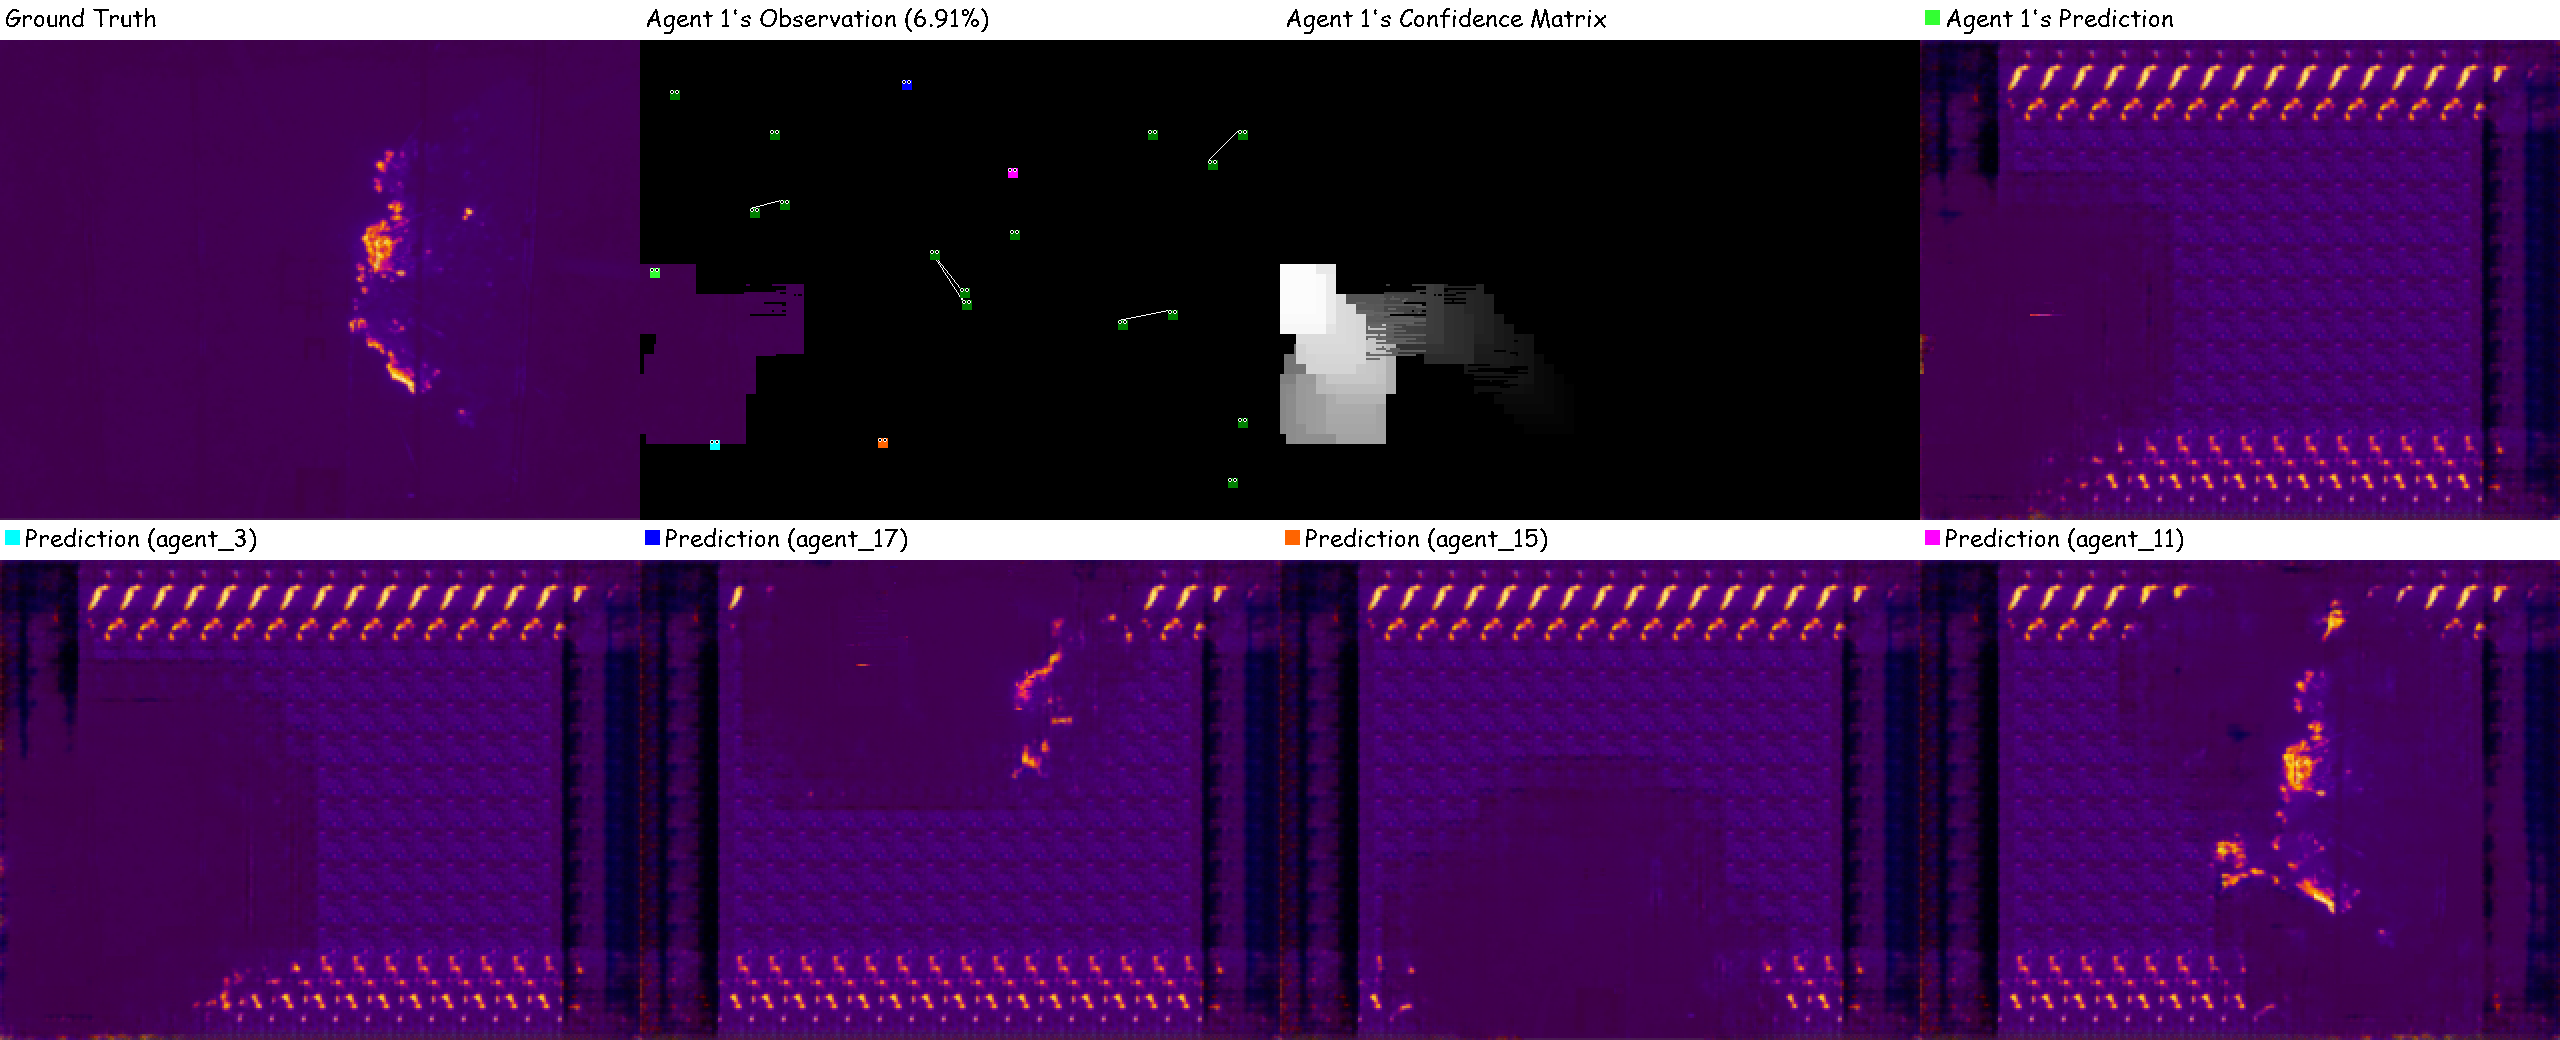 Ground Truth
Agent 1's Observation (6.91%)
Agent 1's Confidence Matrix
Agent 1's Prediction
Prediction (agent_3)
Prediction (agent_17)
Prediction (agent_15)
Prediction (agent_11)